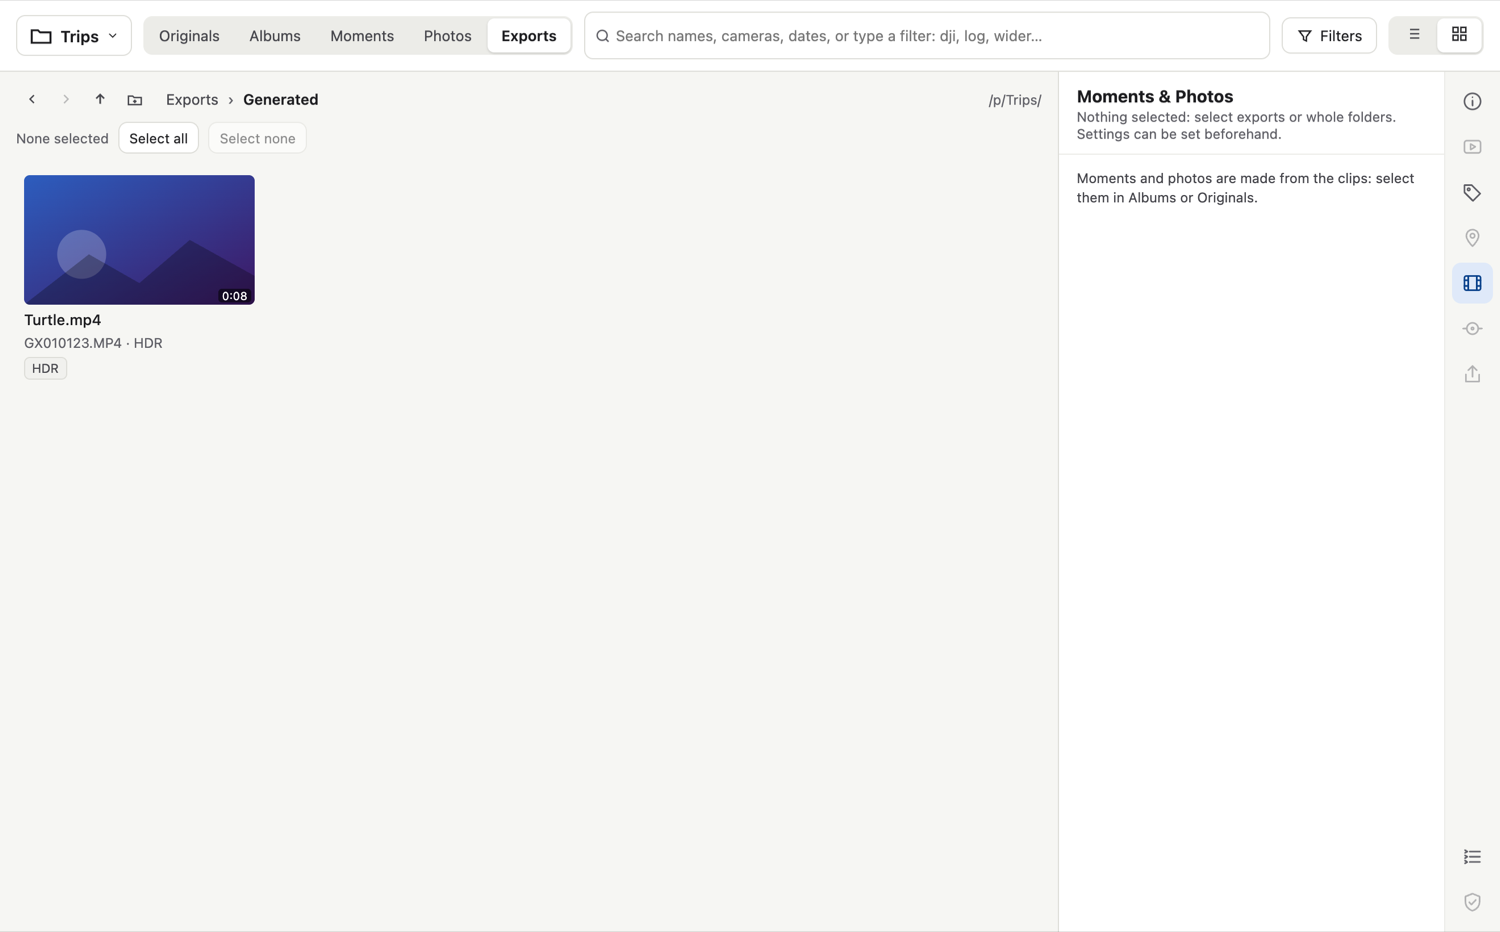 Trips
Originals
Albums
Moments
Photos
Exports
Search names, cameras, dates, or type a filter: dji, log, wider...
Filters
Exports › Generated
/p/Trips/
None selected
Select all
Select none
0:08
Turtle.mp4
GX010123.MP4 · HDR
HDR
Moments & Photos
Nothing selected: select exports or whole folders.
Settings can be set beforehand.
Moments and photos are made from the clips: select
them in Albums or Originals.